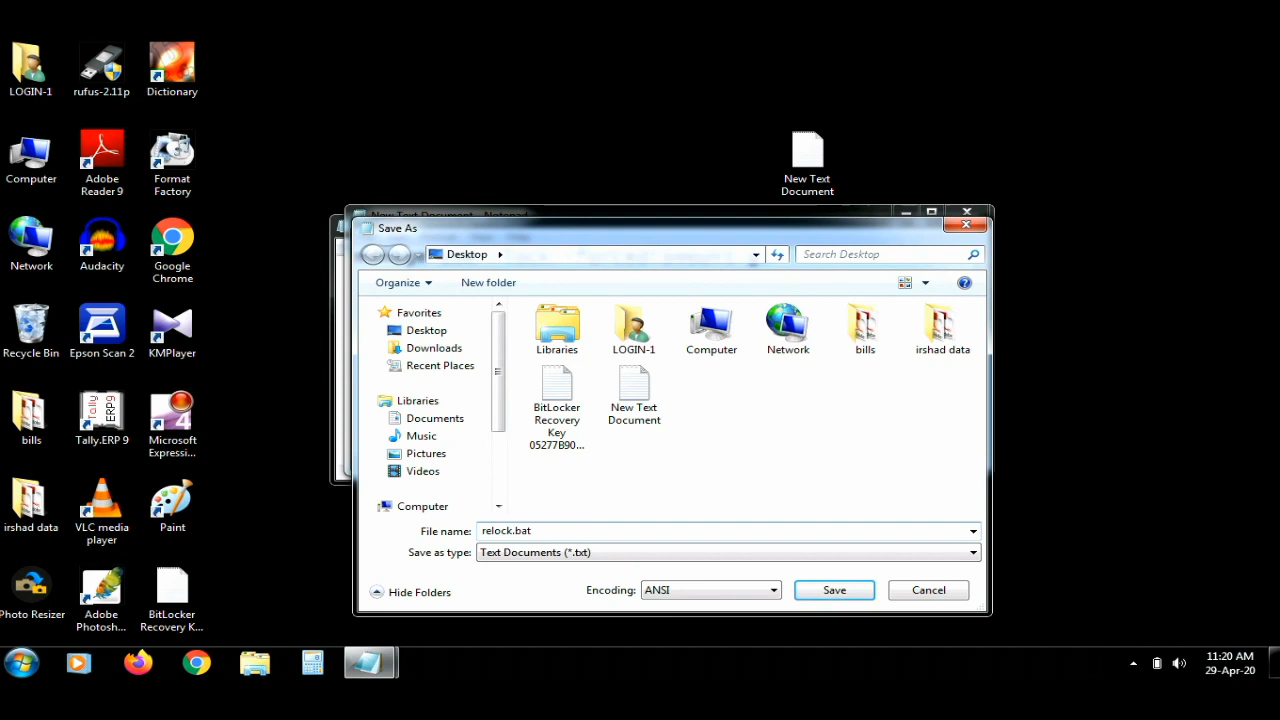 LOGIN-1
rufus-2.11p
Dictionary
Computer
Adobe
Reader 9
Format
Factory
Network
Audacity
Google
Chrome
Recycle Bin
Epson Scan 2
KMPlayer
bills
Tally.ERP 9
Microsoft
Expressi...
irshad data
VLC media
player
Paint
Photo Resizer
Adobe
Photosh...
BitLocker
Recovery K...
New Text
Document
New Text Document - Notepad
Save As
Desktop
Search Desktop
Organize
New folder
Favorites
Desktop
Downloads
Recent Places
Libraries
Documents
Music
Pictures
Videos
Computer
Libraries
LOGIN-1
Computer
Network
bills
irshad data
BitLocker
Recovery
Key
05277B90...
New Text
Document
File name: relock.bat
Save as type: Text Documents (*.txt)
Hide Folders
Encoding: ANSI
Save
Cancel
11:20 AM
29-Apr-20